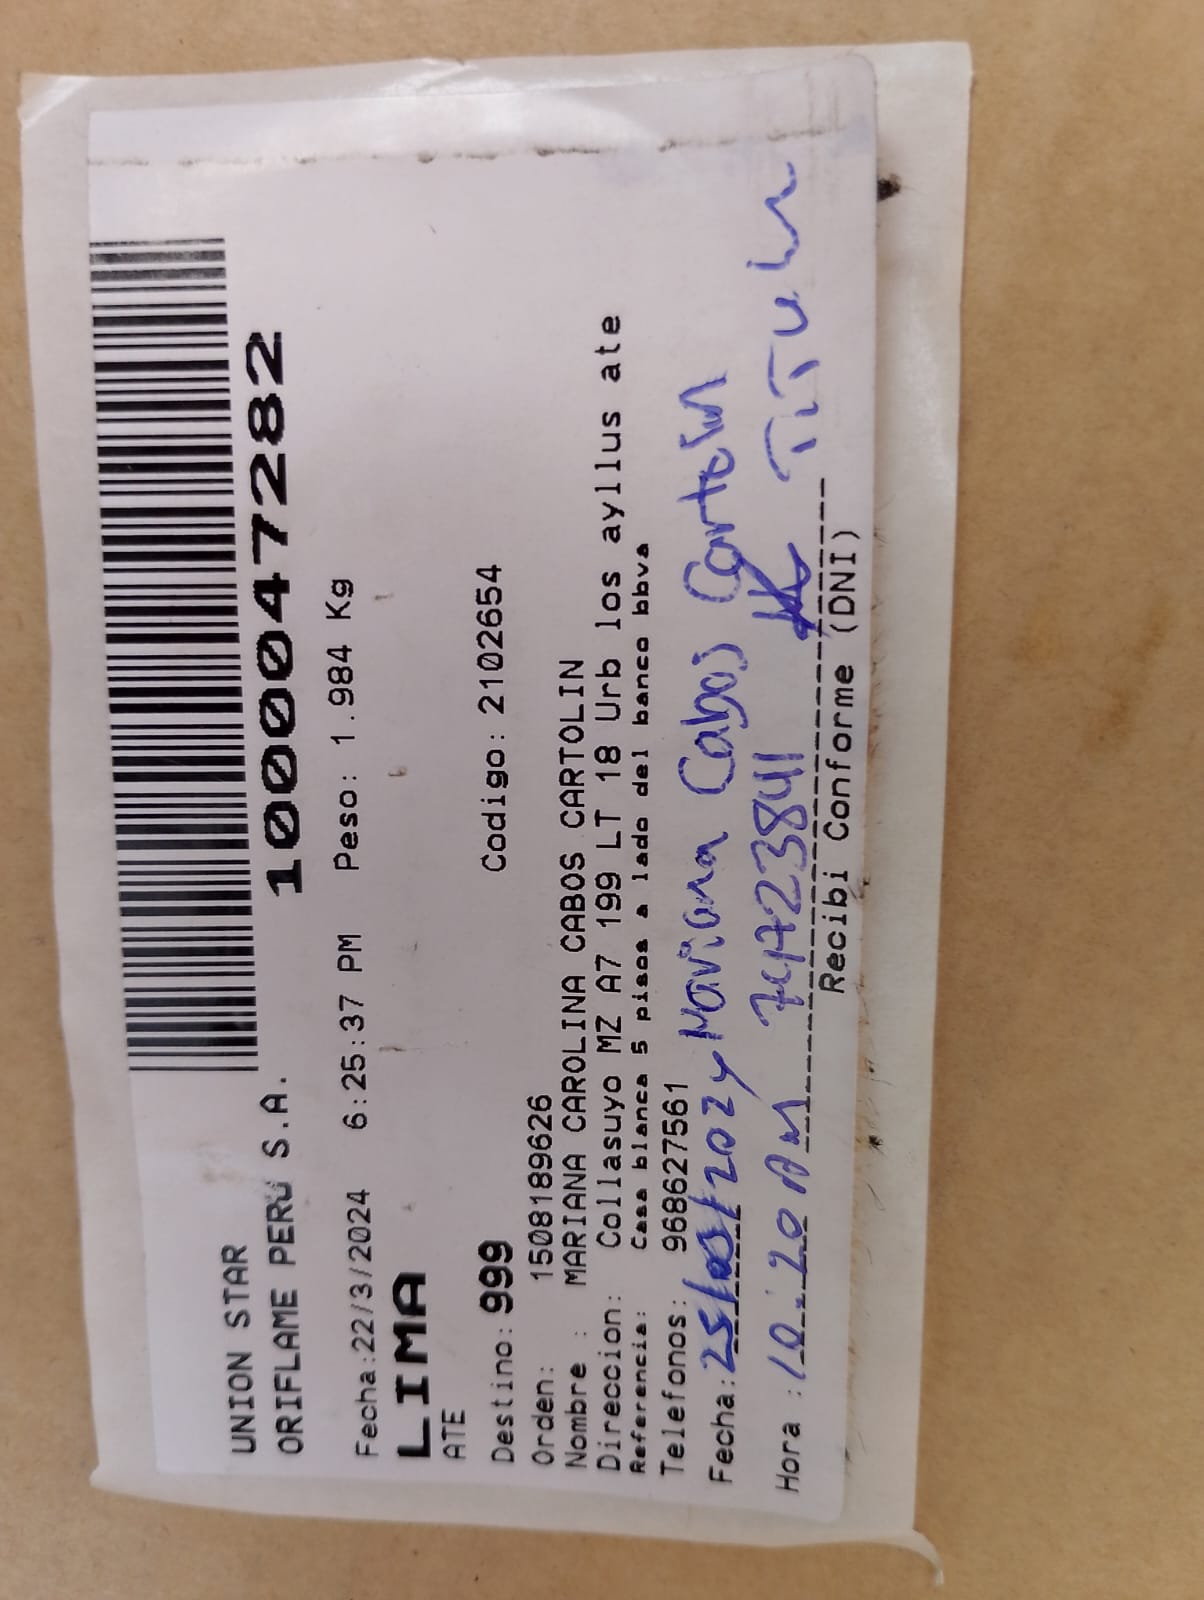 UNION STAR
ORIFLAME PERU S.A. 1000047282
Fecha:22/3/2024 6:25:37 PM Peso: 1.984 Kg
LIMA
ATE
Destino: 999 Codigo: 2102654
Orden: 1508189626
Nombre : MARIANA CAROLINA CABOS CARTOLIN
Direccion: Collasuyo MZ A7 199 LT 18 Urb los ayllus ate
Referencia: Casa blanca 5 pisos a lado del banco bbva
Telefonos: 968627561
Fecha: 25/03/2024 Mariana Cabos Cartolin
Hora : 10:20 Am 74723841
Recibi Conforme (DNI)